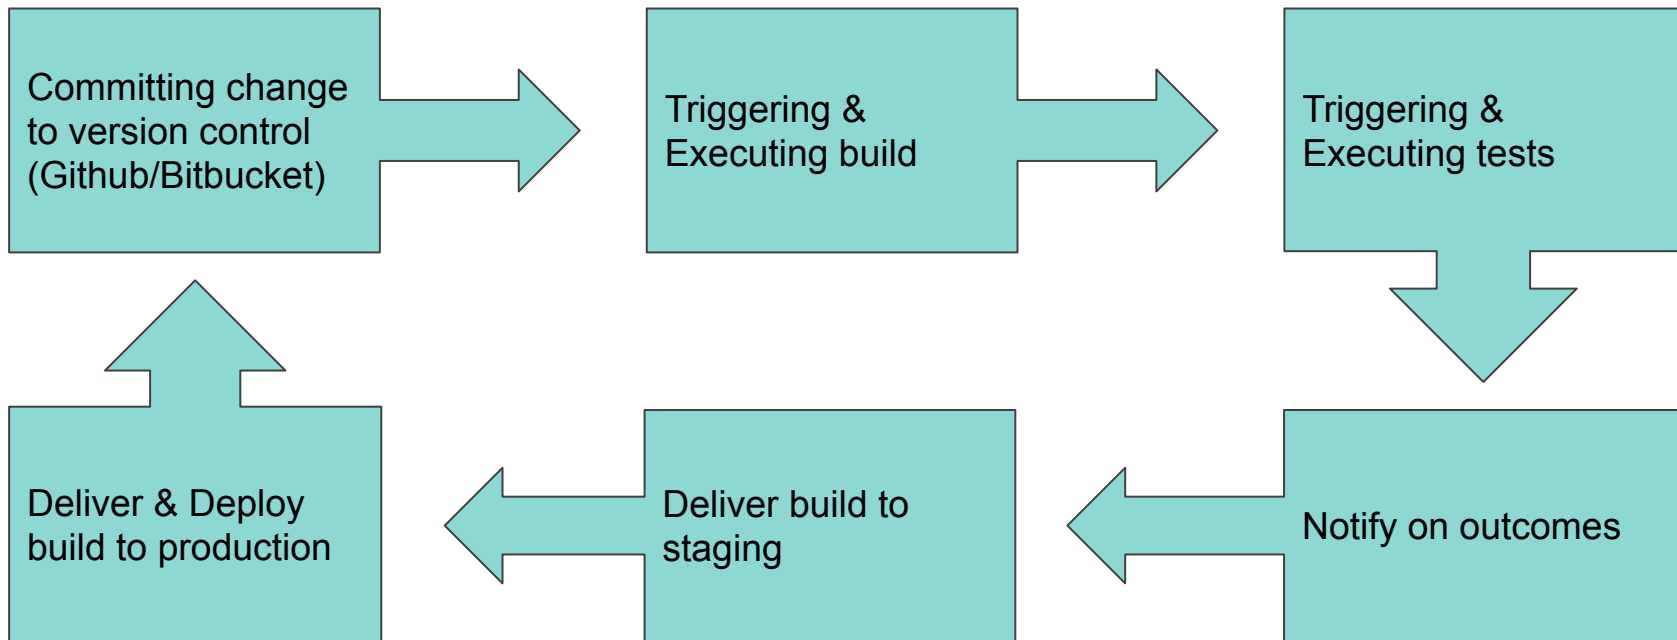 Committing change
to version control
(Github/Bitbucket)
Triggering &
Executing build
Triggering &
Executing tests
Notify on outcomes
Deliver build to
staging
Deliver & Deploy
build to production